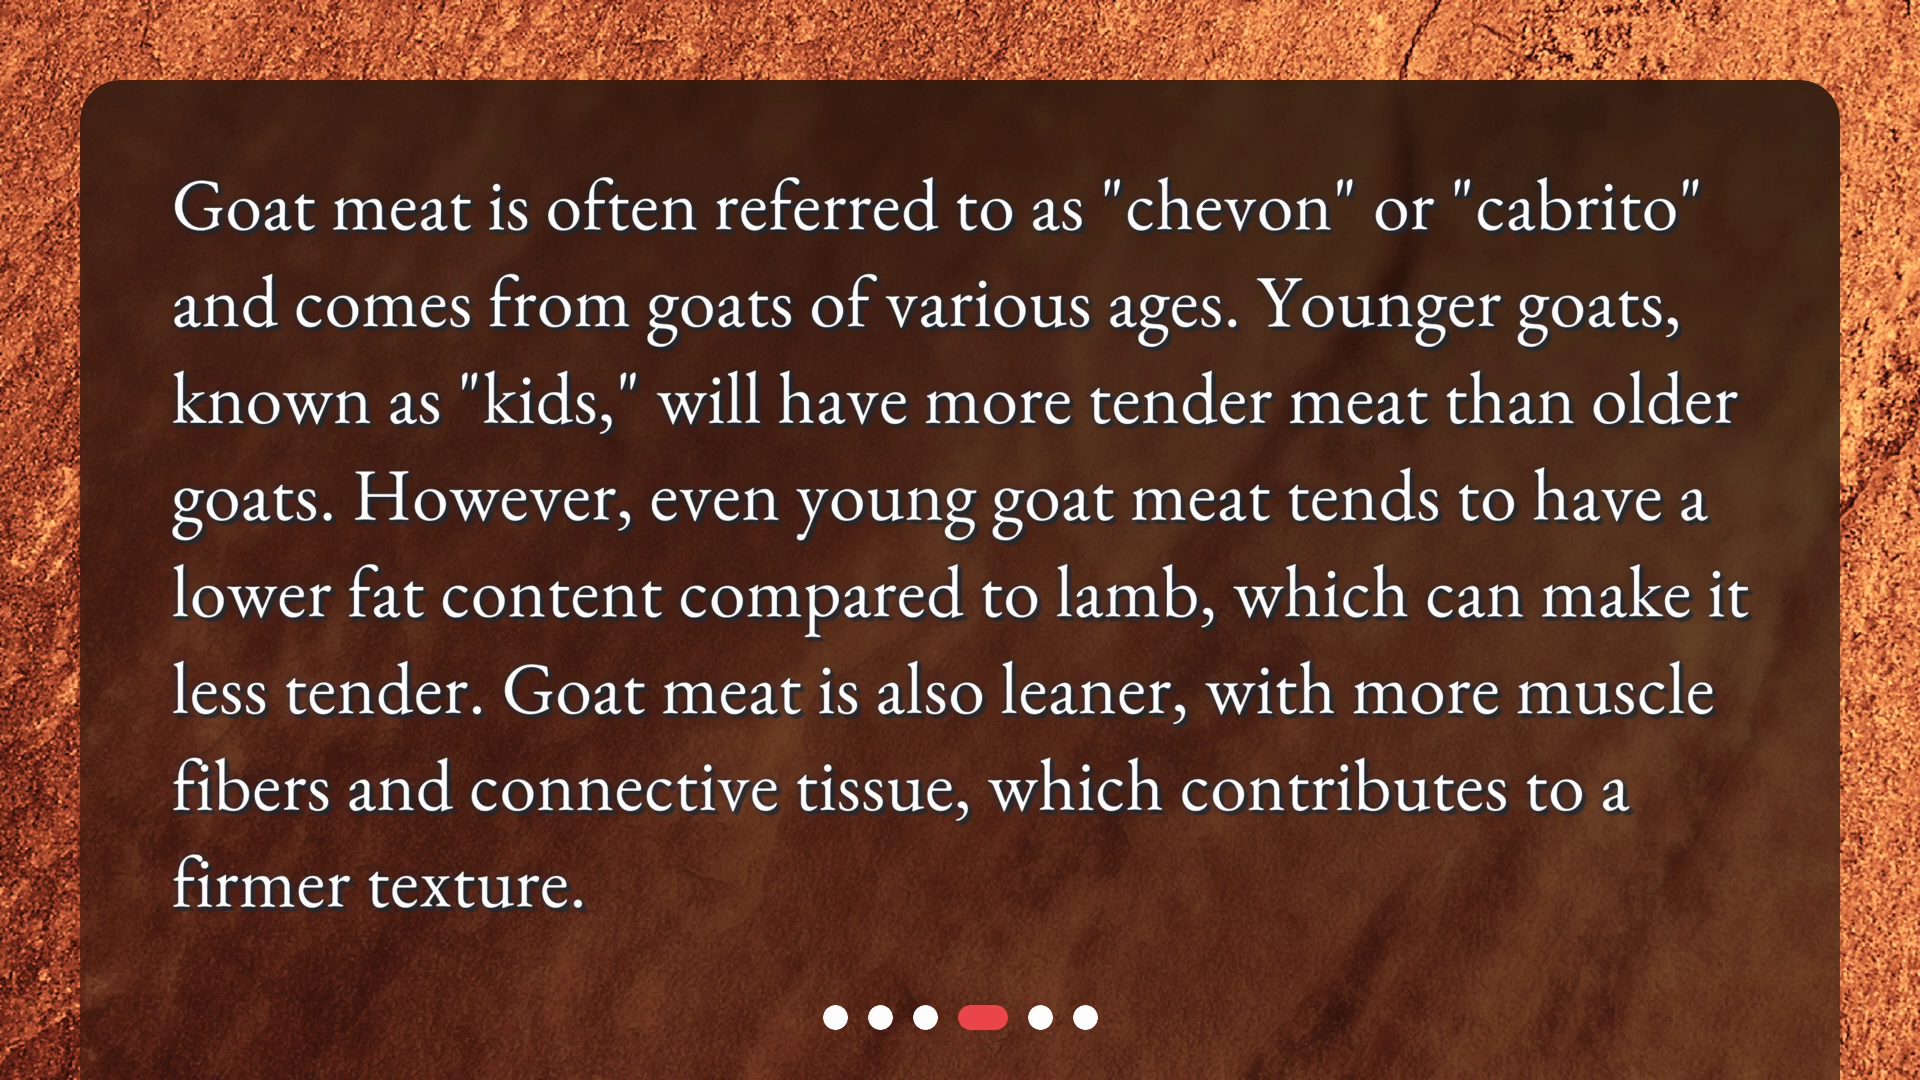 Goat meat is often referred to as "chevon" or "cabrito"
and comes from goats of various ages. Younger goats,
known as "kids," will have more tender meat than older
goats. However, even young goat meat tends to have a
lower fat content compared to lamb, which can make it
less tender. Goat meat is also leaner, with more muscle
fibers and connective tissue, which contributes to a
firmer texture.